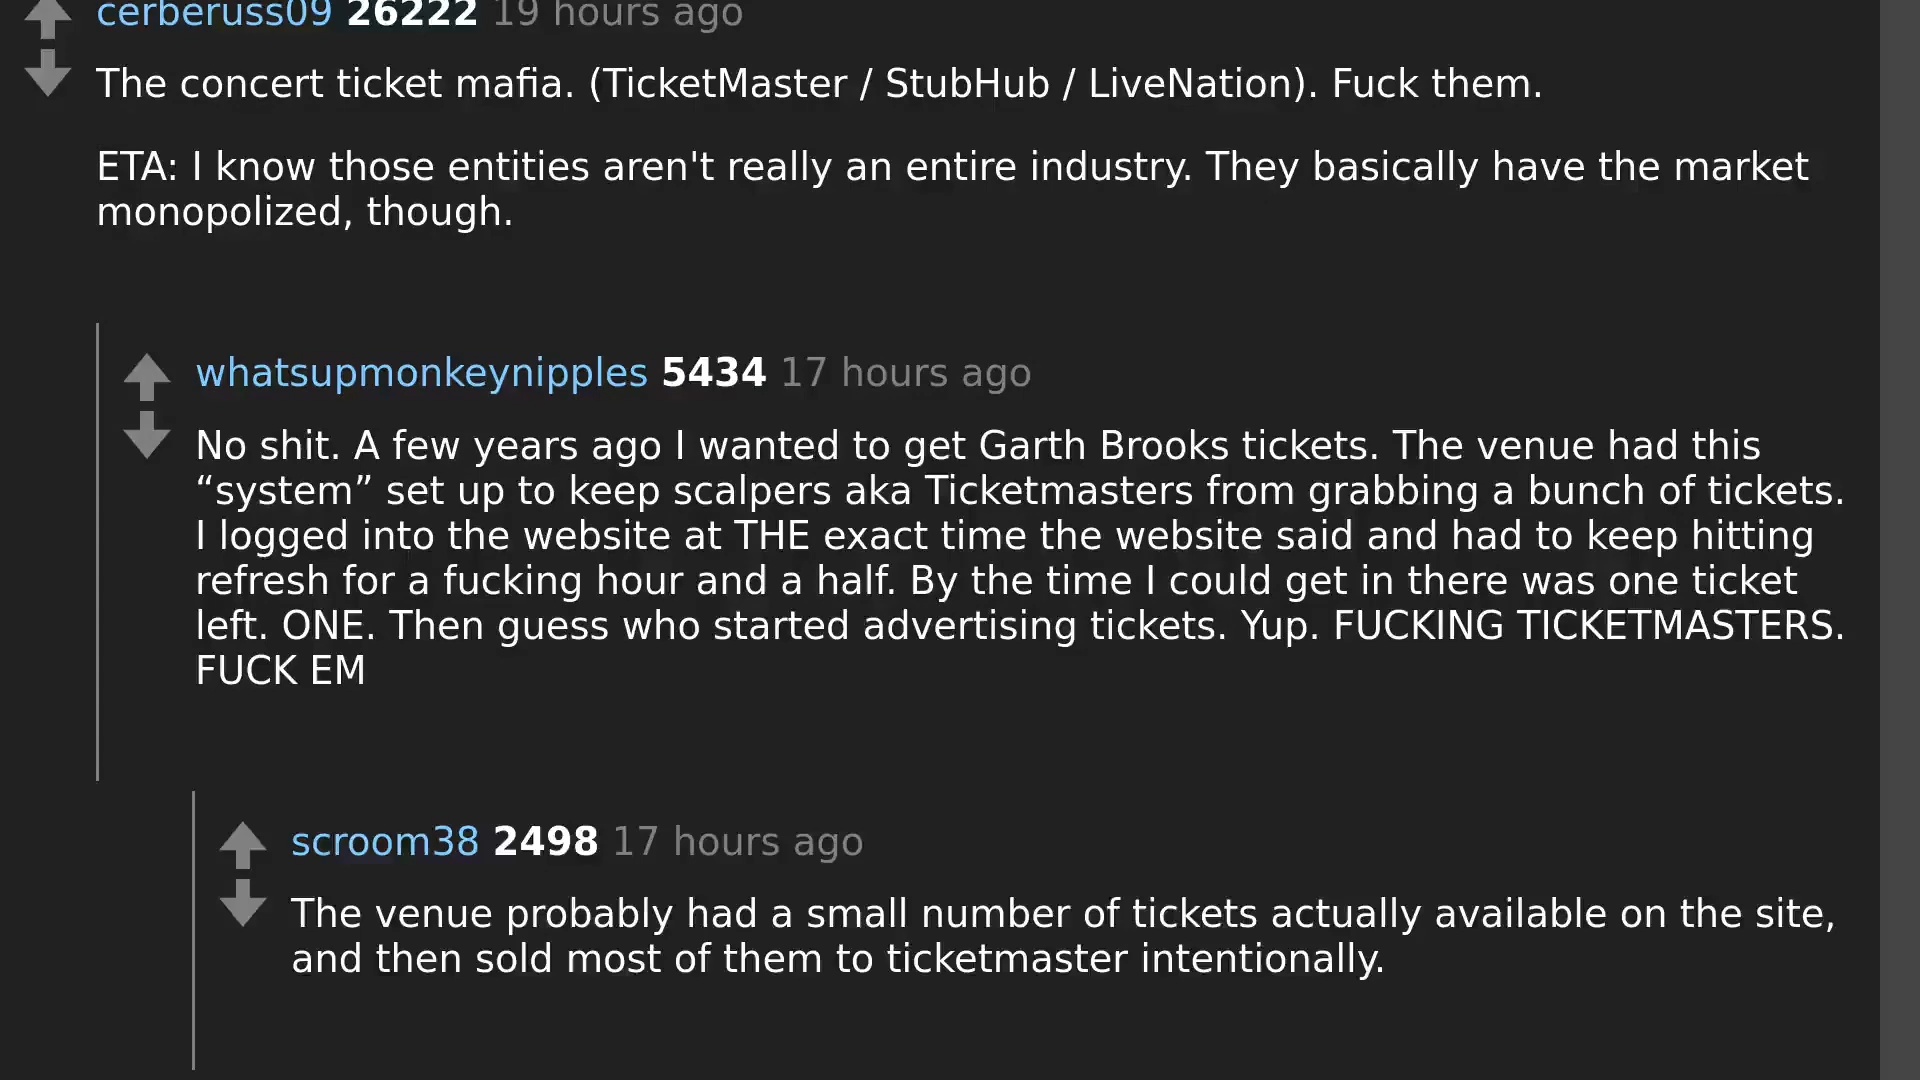 cerberuss09 26222 19 hours ago
The concert ticket mafia. (TicketMaster / StubHub / LiveNation). Fuck them.
ETA: I know those entities aren't really an entire industry. They basically have the market
monopolized, though.
whatsupmonkeynipples 5434 17 hours ago
No shit. A few years ago I wanted to get Garth Brooks tickets. The venue had this
“system” set up to keep scalpers aka Ticketmasters from grabbing a bunch of tickets.
I logged into the website at THE exact time the website said and had to keep hitting
refresh for a fucking hour and a half. By the time I could get in there was one ticket
left. ONE. Then guess who started advertising tickets. Yup. FUCKING TICKETMASTERS.
FUCK EM
scroom38 2498 17 hours ago
The venue probably had a small number of tickets actually available on the site,
and then sold most of them to ticketmaster intentionally.